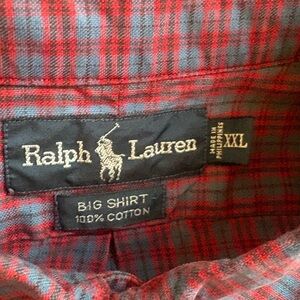 Ralph Lauren
MADE IN
PHILIPPINES
XXL
BIG SHIRT
100% COTTON